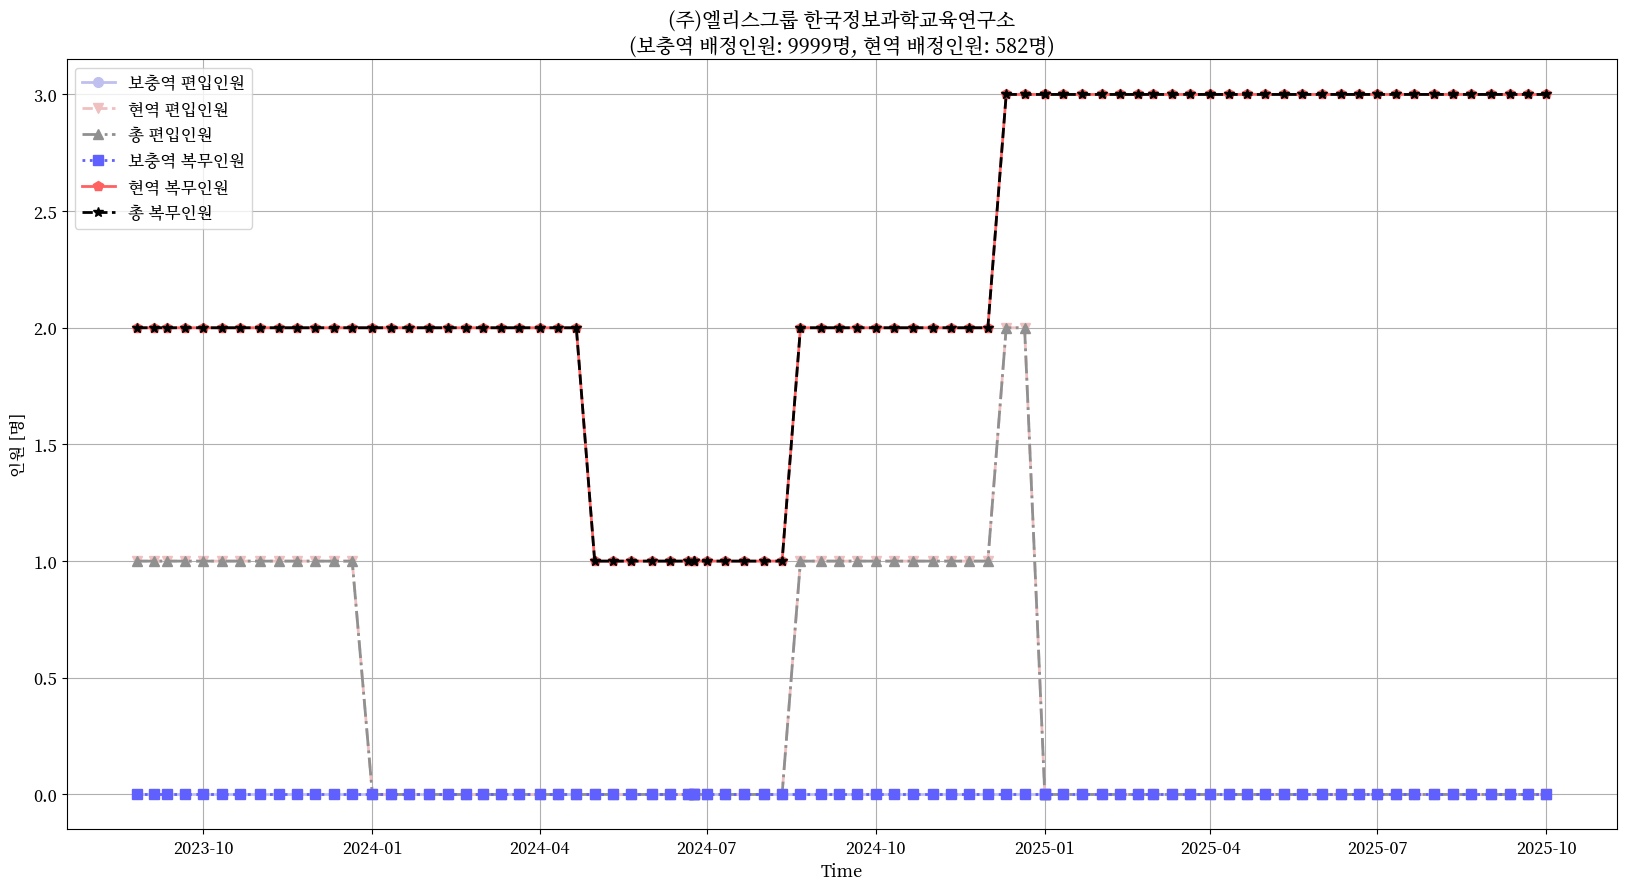 (주)엘리스그룹 한국정보과학교육연구소
(보충역 배정인원: 9999명, 현역 배정인원: 582명)
보충역 편입인원
현역 편입인원
총 편입인원
보충역 복무인원
현역 복무인원
총 복무인원
3.0
2.5
2.0
1.5
1.0
0.5
0.0
인원 [명]
2023-10
2024-01
2024-04
2024-07
2024-10
2025-01
2025-04
2025-07
2025-10
Time